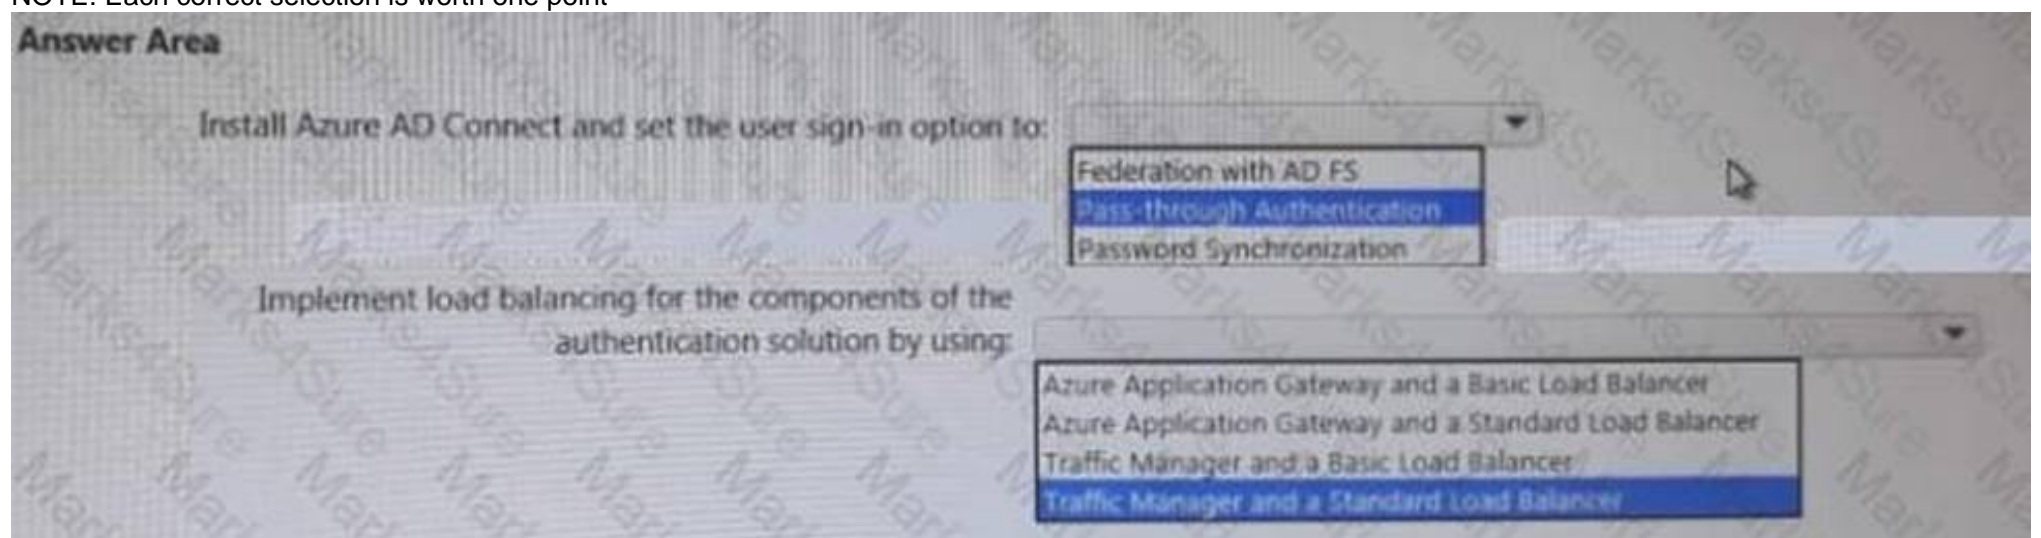 NOTE: Each correct selection is worth one point
Answer Area
Install Azure AD Connect and set the user sign-in option to:
Federation with AD FS
Pass-through Authentication
Password Synchronization
Implement load balancing for the components of the
authentication solution by using:
Azure Application Gateway and a Basic Load Balancer
Azure Application Gateway and a Standard Load Balancer
Traffic Manager and a Basic Load Balancer
Traffic Manager and a Standard Load Balancer
Marks4Sure